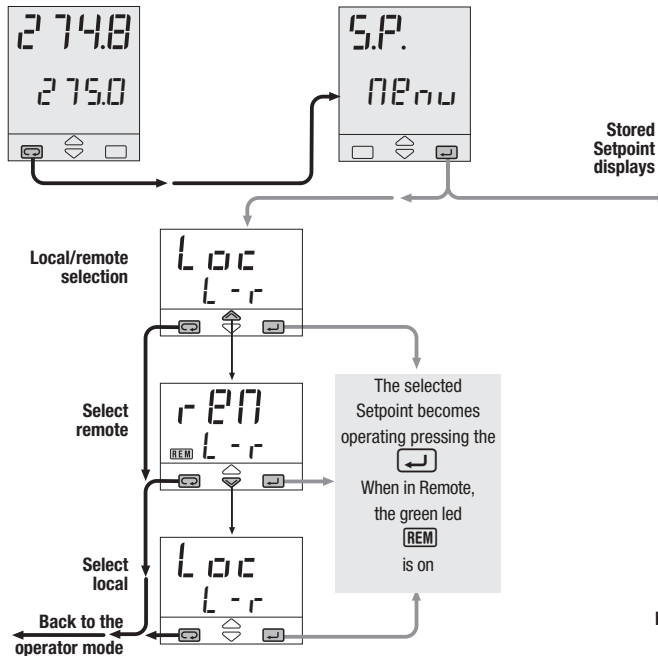 274.8
275.0
S.P.
Menu
Stored
Setpoint
displays
Local/remote
selection
Loc
L-r
Select
remote
rEM
REM L-r
The selected
Setpoint becomes
operating pressing the
When in Remote,
the green led
REM
is on
Select
local
Loc
L-r
Back to the
operator mode